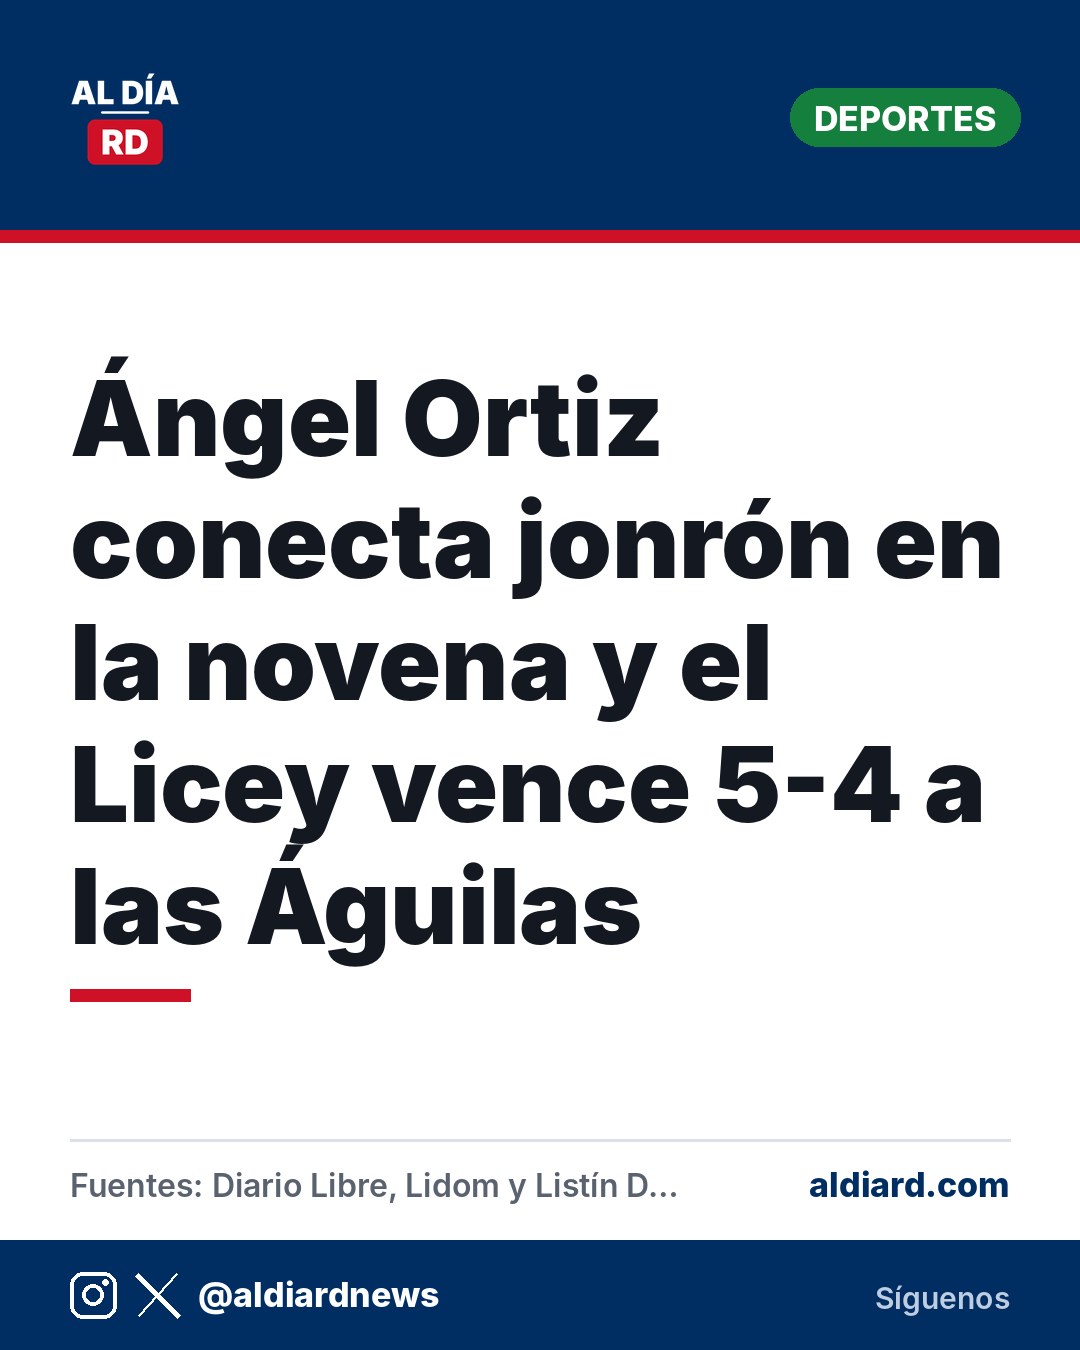 AL DÍA
RD
DEPORTES
Ángel Ortiz
conecta jonrón en
la novena y el
Licey vence 5-4 a
las Águilas
Fuentes: Diario Libre, Lidom y Listín D...
aldiard.com
@aldiardnews
Síguenos